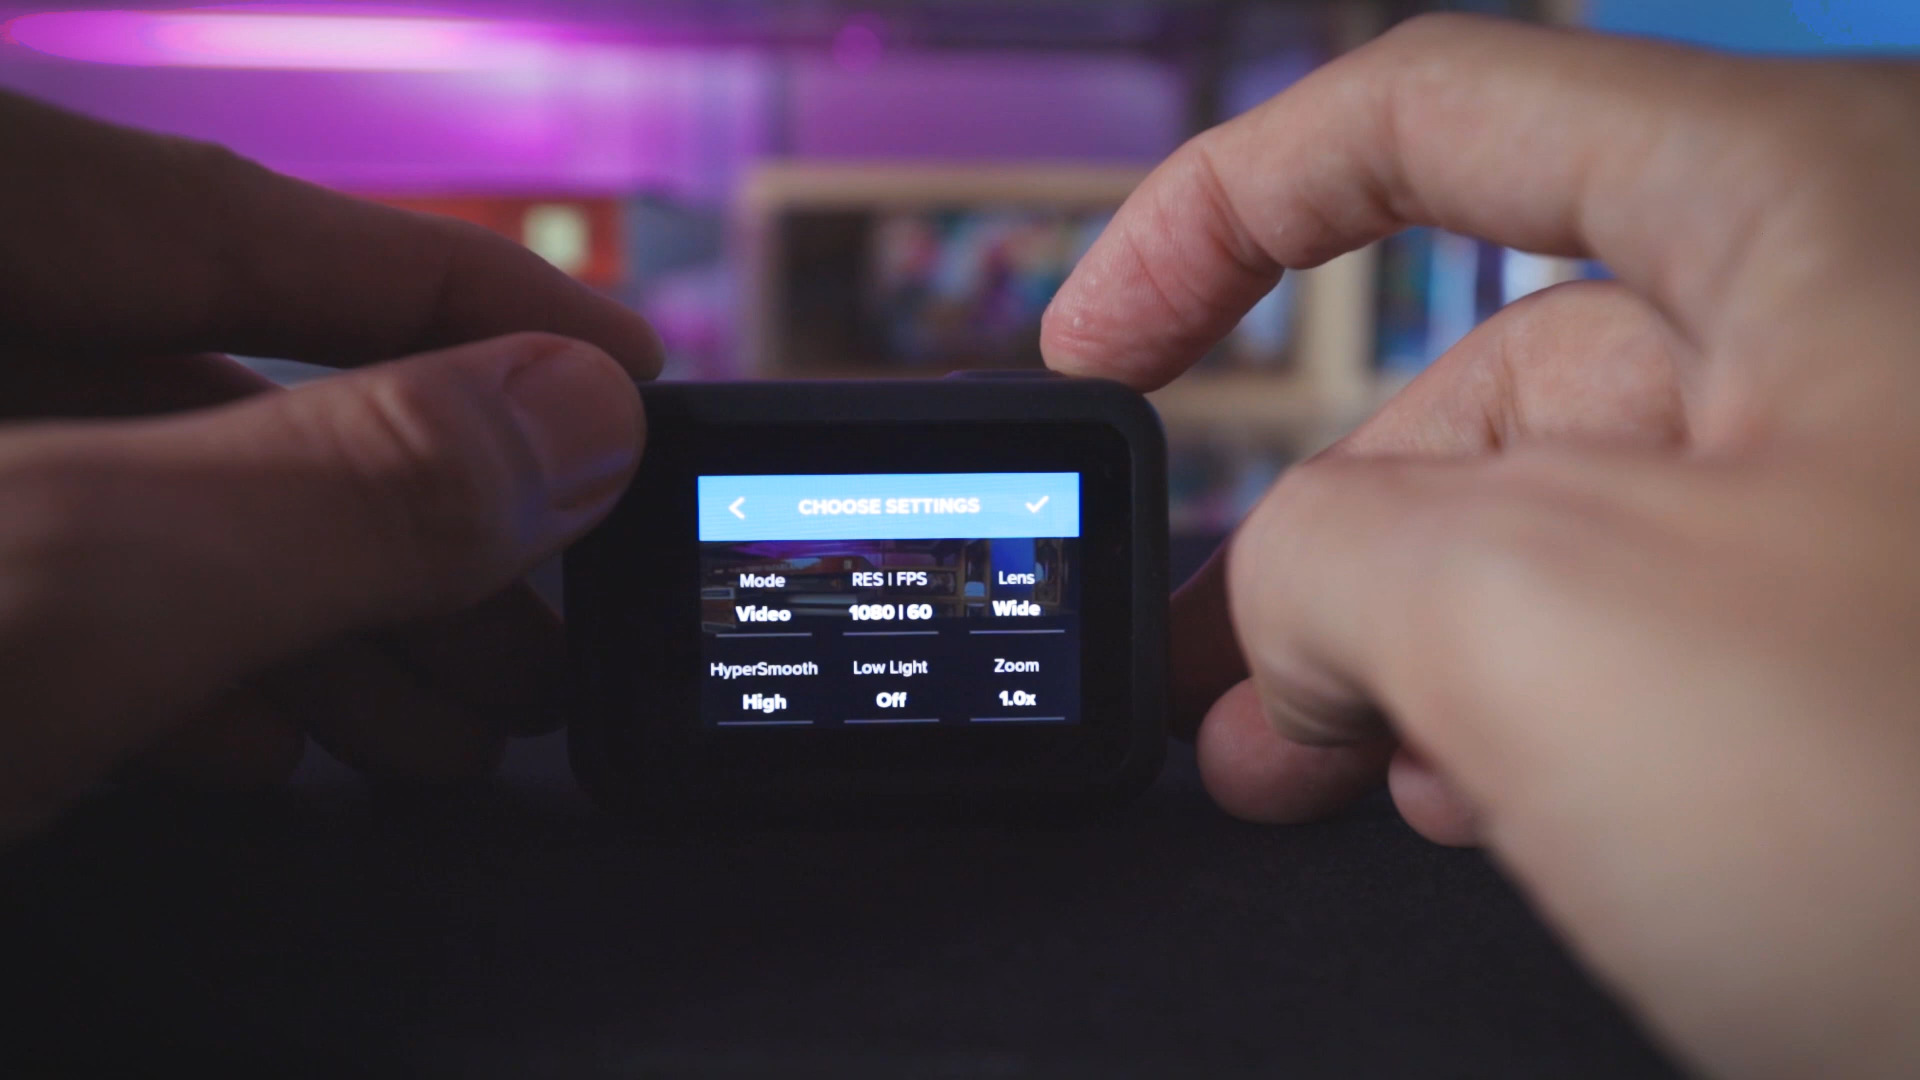 < CHOOSE SETTINGS ✓
Mode RES | FPS Lens
Video 1080 | 60 Wide
HyperSmooth Low Light Zoom
High Off 1.0x